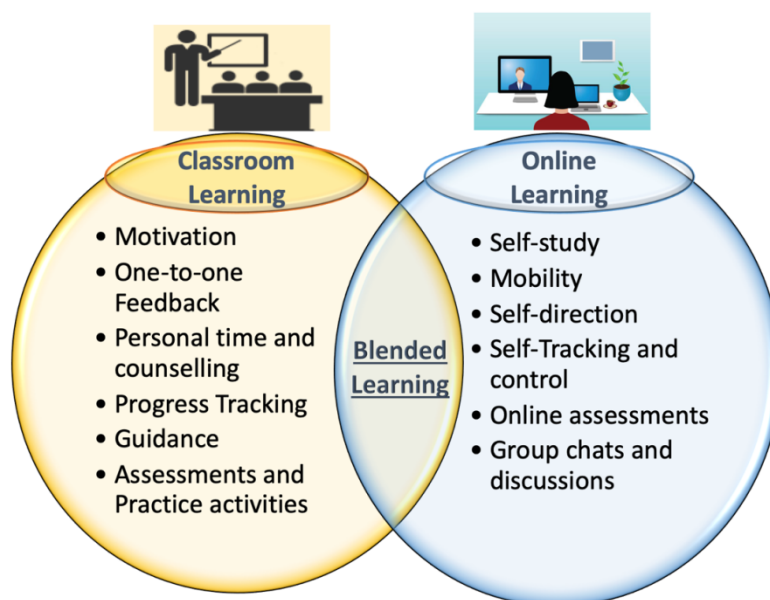 Classroom
Learning
• Motivation
• One-to-one
Feedback
• Personal time and
counselling
• Progress Tracking
• Guidance
• Assessments and
Practice activities
Blended
Learning
Online
Learning
• Self-study
• Mobility
• Self-direction
• Self-Tracking and
control
• Online assessments
• Group chats and
discussions